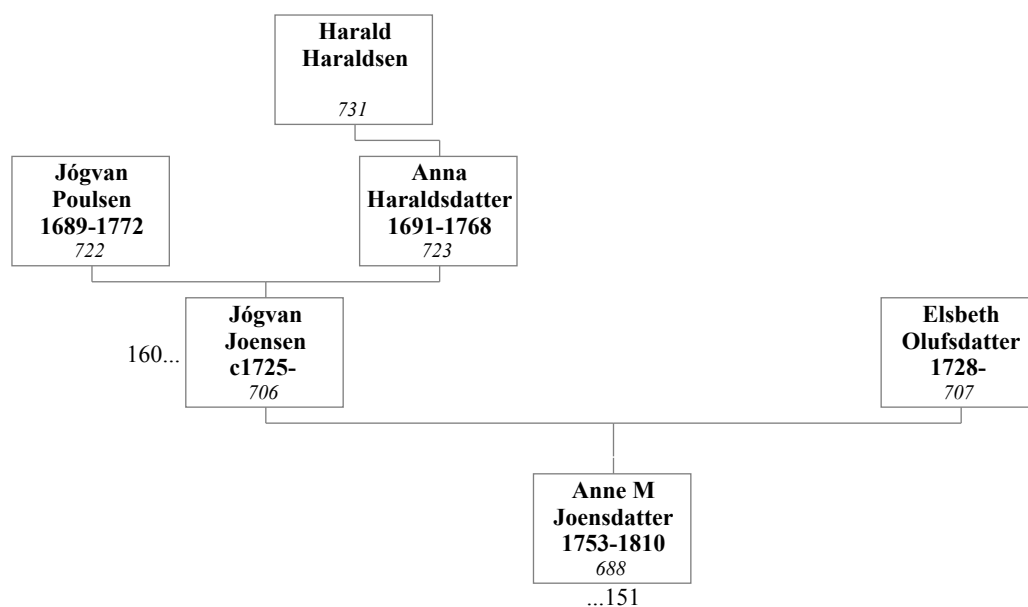 Harald
Haraldsen
731
Jógvan
Poulsen
1689-1772
722
Anna
Haraldsdatter
1691-1768
723
160...
Jógvan
Joensen
c1725-
706
Elsbeth
Olufsdatter
1728-
707
Anne M
Joensdatter
1753-1810
688
...151